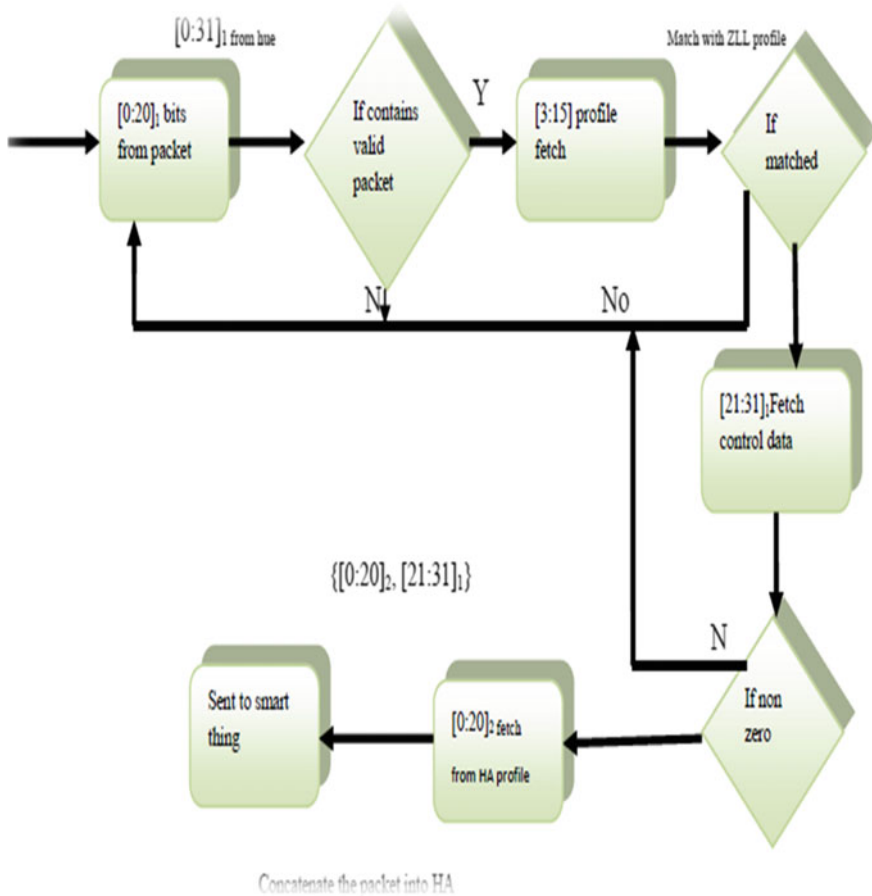 [0:31]₁ from hue
Match with ZLL profile
[0:20]₁ bits
from packet
If contains
valid
packet
Y
[3:15] profile
fetch
If
matched
N
No
[21:31]₁Fetch
control data
{[0:20]₂, [21:31]₁}
N
If non
zero
[0:20]₂ fetch
from HA profile
Sent to smart
thing
Concatenate the packet into HA